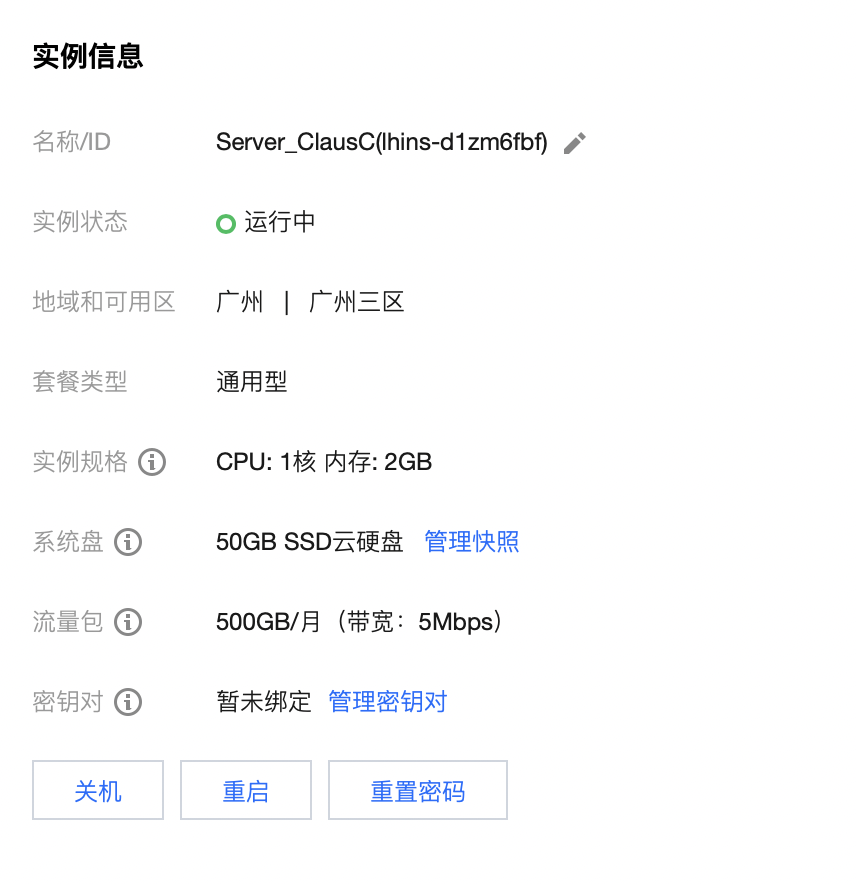 实例信息
名称/ID Server_ClausC(lhins-d1zm6fbf)
实例状态 运行中
地域和可用区 广州 | 广州三区
套餐类型 通用型
实例规格 CPU: 1核 内存: 2GB
系统盘 50GB SSD云硬盘 管理快照
流量包 500GB/月（带宽：5Mbps）
密钥对 暂未绑定 管理密钥对
关机 重启 重置密码